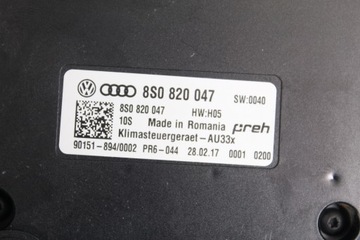 8S0 820 047 SW:0040
8S0 820 047 HW:H05
10S Made in Romania preh
Klimasteuergeraet-AU33x
90151-894/0002 PR6-044 28.02.17 0001 0200